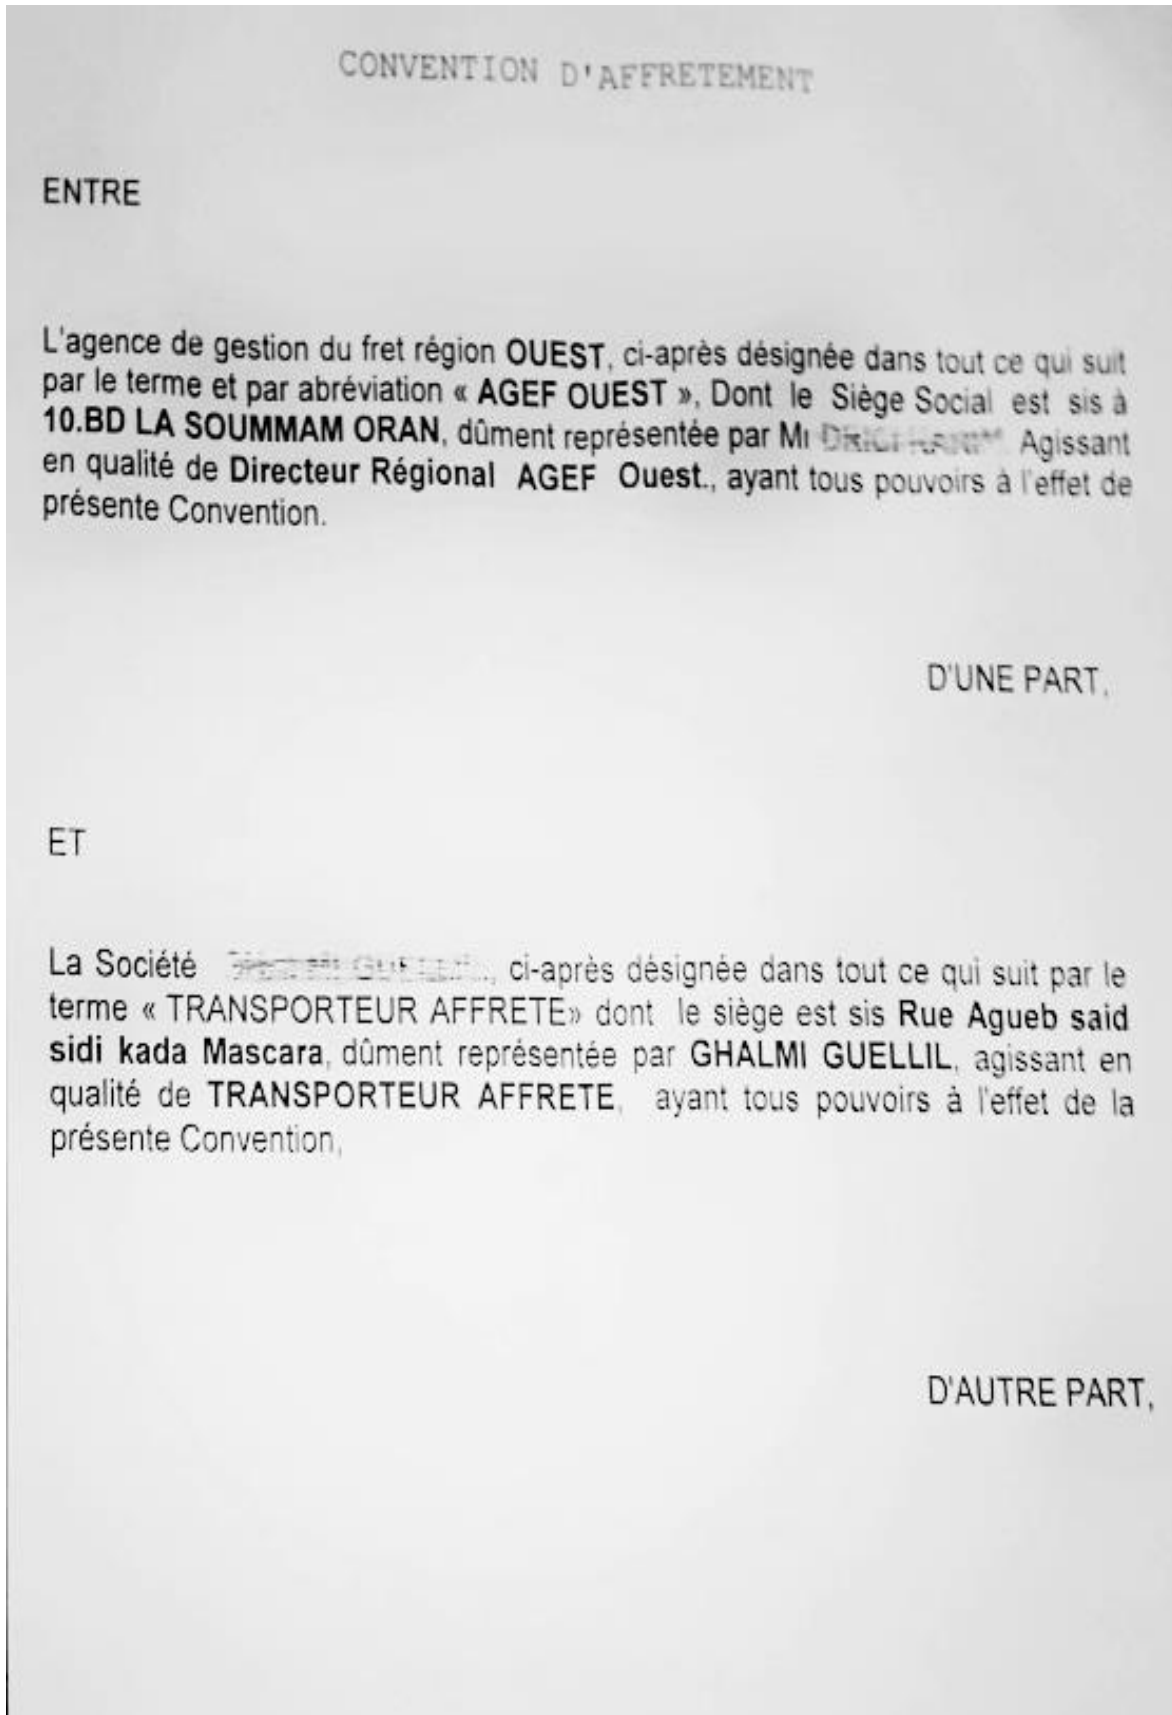 CONVENTION D'AFFRETEMENT
ENTRE
L'agence de gestion du fret région OUEST, ci-après désignée dans tout ce qui suit
par le terme et par abréviation « AGEF OUEST », Dont le Siège Social est sis à
10.BD LA SOUMMAM ORAN, dûment représentée par Mr Agissant
en qualité de Directeur Régional AGEF Ouest., ayant tous pouvoirs à l'effet de
présente Convention.
D'UNE PART,
ET
La Société , ci-après désignée dans tout ce qui suit par le
terme « TRANSPORTEUR AFFRETE» dont le siège est sis Rue Agueb said
sidi kada Mascara, dûment représentée par GHALMI GUELLIL, agissant en
qualité de TRANSPORTEUR AFFRETE, ayant tous pouvoirs à l'effet de la
présente Convention,
D'AUTRE PART,